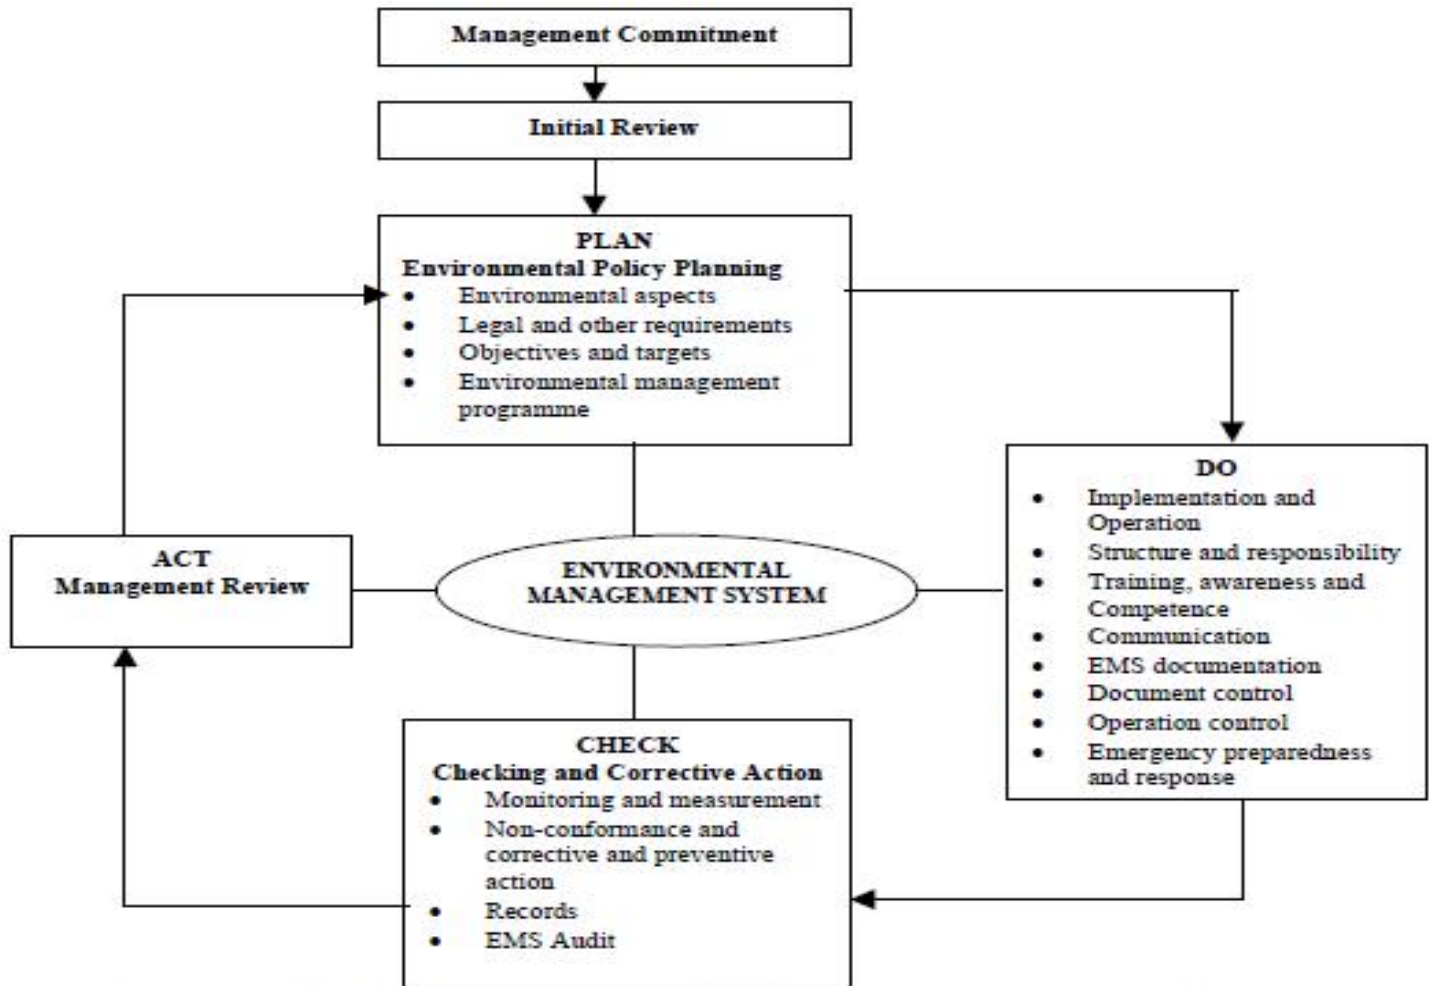 Management Commitment
Initial Review
PLAN
Environmental Policy Planning
• Environmental aspects
• Legal and other requirements
• Objectives and targets
• Environmental management
programme
DO
• Implementation and
Operation
• Structure and responsibility
• Training, awareness and
Competence
• Communication
• EMS documentation
• Document control
• Operation control
• Emergency preparedness
and response
ACT
Management Review
ENVIRONMENTAL
MANAGEMENT SYSTEM
CHECK
Checking and Corrective Action
• Monitoring and measurement
• Non-conformance and
corrective and preventive
action
• Records
• EMS Audit